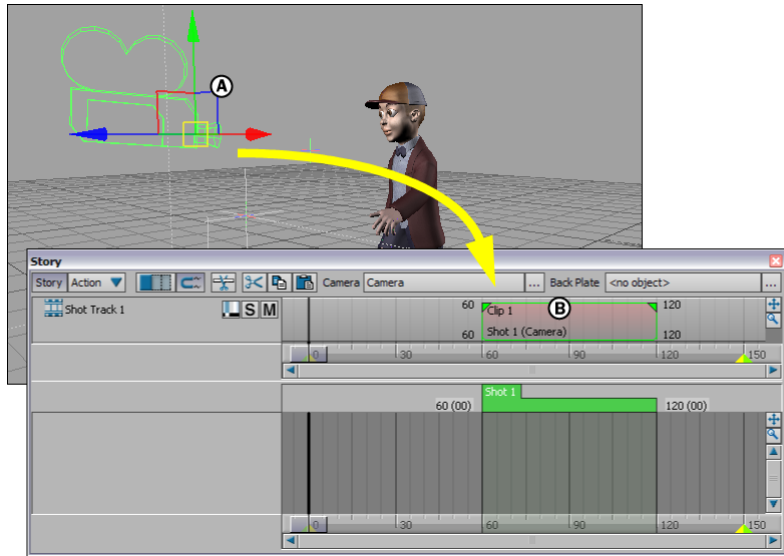 A
Story
Story Action Camera Camera ... Back Plate <no object> ...
Shot Track 1 S M 60 Clip 1 B 120
60 Shot 1 (Camera) 120
0 30 60 90 120 150
Shot 1
60 (00) 120 (00)
0 30 60 90 120 150